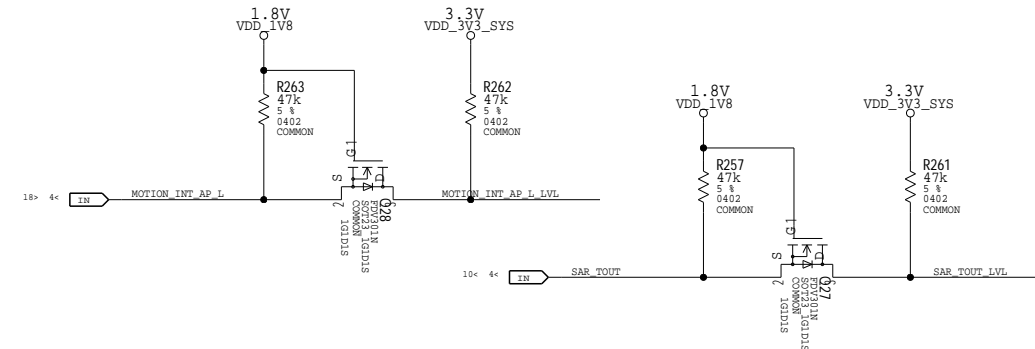 1.8V
VDD_1V8
3.3V
VDD_3V3_SYS
R263
47k
5 %
0402
COMMON
R262
47k
5 %
0402
COMMON
G
1
S
D
2
Q28
FDV301N
SOT23_1G1D1S
COMMON
1G1D1S
18> 4<
IN
MOTION_INT_AP_L
MOTION_INT_AP_L_LVL
1.8V
VDD_1V8
3.3V
VDD_3V3_SYS
R257
47k
5 %
0402
COMMON
R261
47k
5 %
0402
COMMON
G
1
S
D
2
Q27
FDV301N
SOT23_1G1D1S
COMMON
1G1D1S
10< 4<
IN
SAR_TOUT
SAR_TOUT_LVL